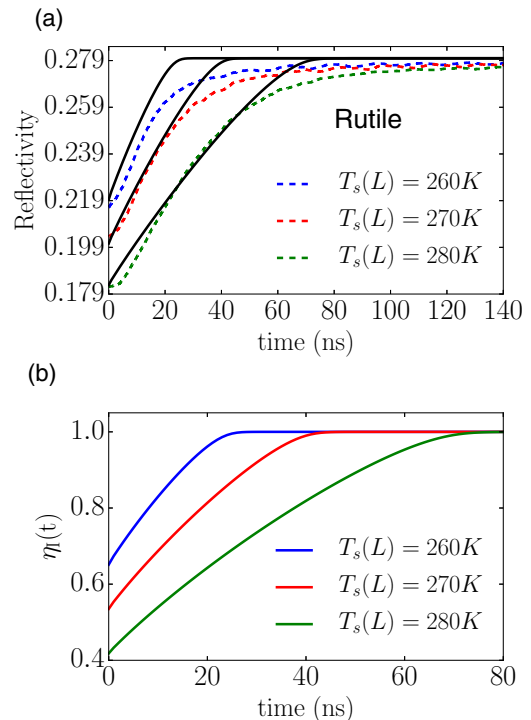 (a)
0.279
0.259
0.239
0.219
0.199
0.179
Reflectivity
Rutile
T_s(L) = 260K
T_s(L) = 270K
T_s(L) = 280K
0 20 40 60 80 100 120 140
time (ns)
(b)
1.0
0.8
0.6
0.4
η_I(t)
T_s(L) = 260K
T_s(L) = 270K
T_s(L) = 280K
0 20 40 60 80
time (ns)